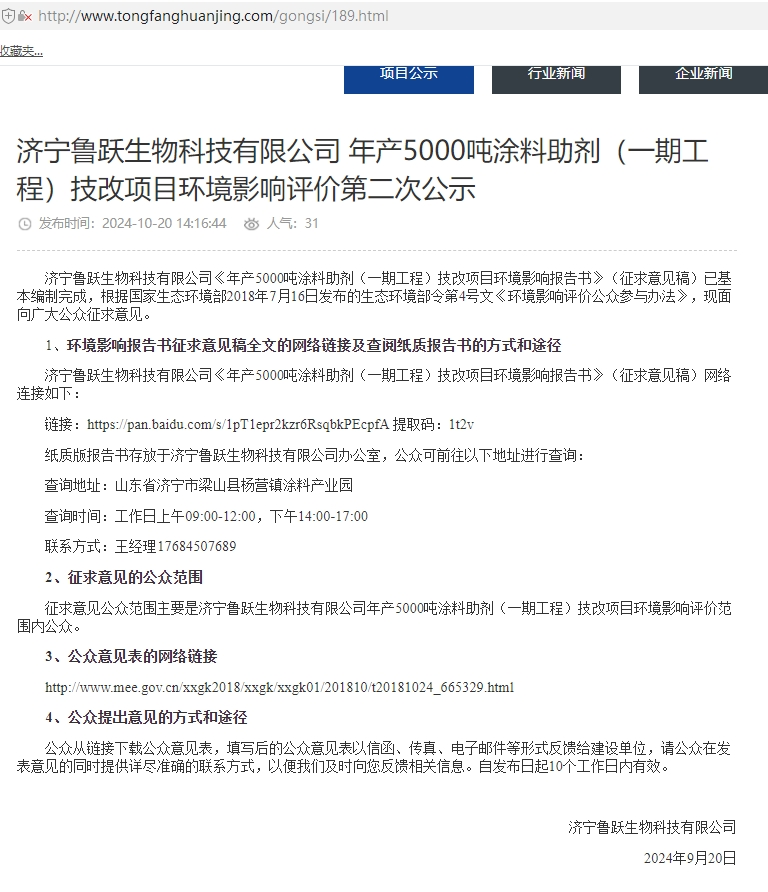 http://www.tongfanghuanjing.com/gongsi/189.html
收藏夹...
项目公示 行业新闻 企业新闻
济宁鲁跃生物科技有限公司 年产5000吨涂料助剂（一期工
程）技改项目环境影响评价第二次公示
发布时间：2024-10-20 14:16:44 人气：31
济宁鲁跃生物科技有限公司《年产5000吨涂料助剂（一期工程）技改项目环境影响报告书》（征求意见稿）已基
本编制完成，根据国家生态环境部2018年7月16日发布的生态环境部令第4号文《环境影响评价公众参与办法》，现面
向广大公众征求意见。
1、环境影响报告书征求意见稿全文的网络链接及查阅纸质报告书的方式和途径
济宁鲁跃生物科技有限公司《年产5000吨涂料助剂（一期工程）技改项目环境影响报告书》（征求意见稿）网络
连接如下：
链接：https://pan.baidu.com/s/1pT1epr2kzr6RsqbkPEcpfA 提取码：1t2v
纸质版报告书存放于济宁鲁跃生物科技有限公司办公室，公众可前往以下地址进行查询：
查询地址：山东省济宁市梁山县杨营镇涂料产业园
查询时间：工作日上午09:00-12:00，下午14:00-17:00
联系方式：王经理17684507689
2、征求意见的公众范围
征求意见公众范围主要是济宁鲁跃生物科技有限公司年产5000吨涂料助剂（一期工程）技改项目环境影响评价范
围内公众。
3、公众意见表的网络链接
http://www.mee.gov.cn/xxgk2018/xxgk/xxgk01/201810/t20181024_665329.html
4、公众提出意见的方式和途径
公众从链接下载公众意见表，填写后的公众意见表以信函、传真、电子邮件等形式反馈给建设单位，请公众在发
表意见的同时提供详尽准确的联系方式，以便我们及时向您反馈相关信息。自发布日起10个工作日内有效。
济宁鲁跃生物科技有限公司
2024年9月20日